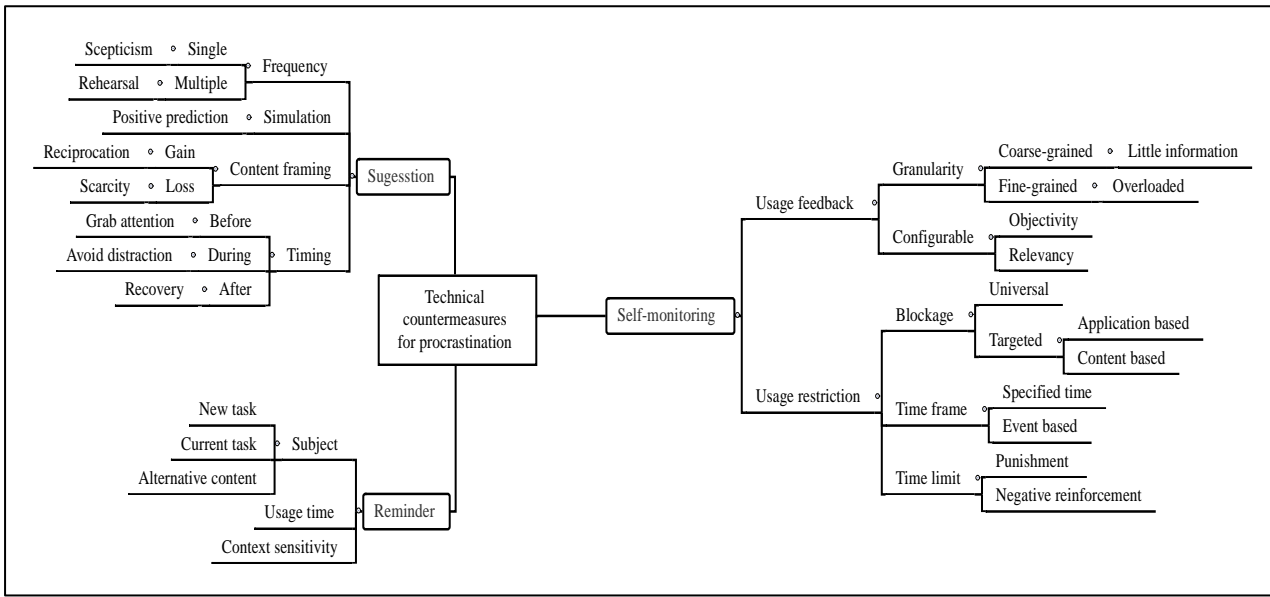 Scepticism Single
Frequency
Rehearsal Multiple
Positive prediction Simulation
Reciprocation Gain
Content framing
Scarcity Loss
Sugesstion
Grab attention Before
Avoid distraction During Timing
Recovery After
Technical
countermeasures
for procrastination
New task
Current task Subject
Alternative content
Usage time
Reminder
Context sensitivity
Self-monitoring
Usage feedback
Granularity
Coarse-grained Little information
Fine-grained Overloaded
Configurable
Objectivity
Relevancy
Usage restriction
Blockage
Universal
Targeted
Application based
Content based
Time frame
Specified time
Event based
Time limit
Punishment
Negative reinforcement